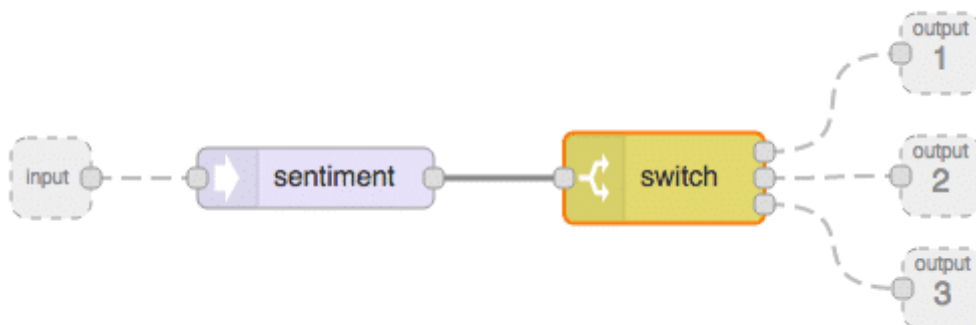 input
sentiment
switch
output
1
output
2
output
3